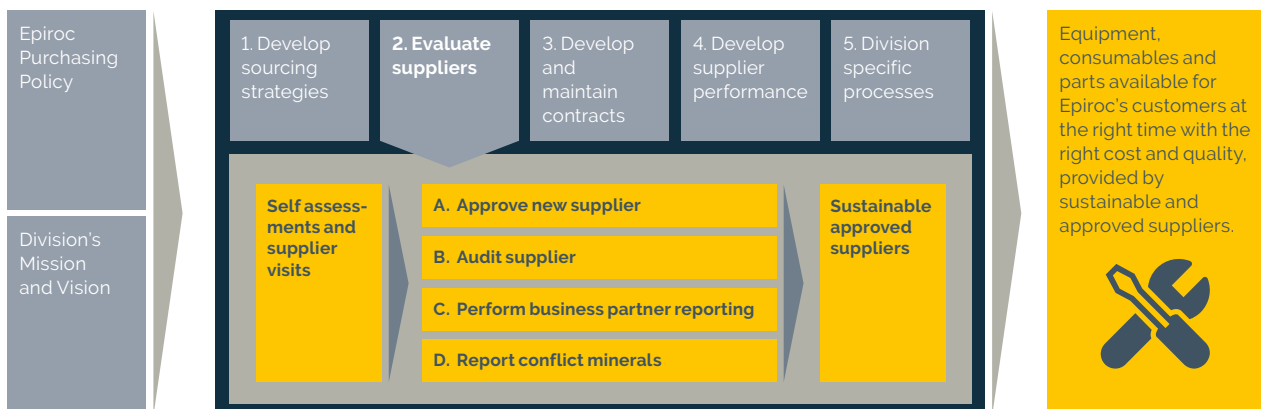 Epiroc
Purchasing
Policy
Division's
Mission
and Vision
1. Develop
sourcing
strategies
2. Evaluate
suppliers
3. Develop
and
maintain
contracts
4. Develop
supplier
performance
5. Division
specific
processes
Self assess-
ments and
supplier
visits
A. Approve new supplier
B. Audit supplier
C. Perform business partner reporting
D. Report conflict minerals
Sustainable
approved
suppliers
Equipment,
consumables and
parts available for
Epiroc's customers at
the right time with the
right cost and quality,
provided by
sustainable and
approved suppliers.